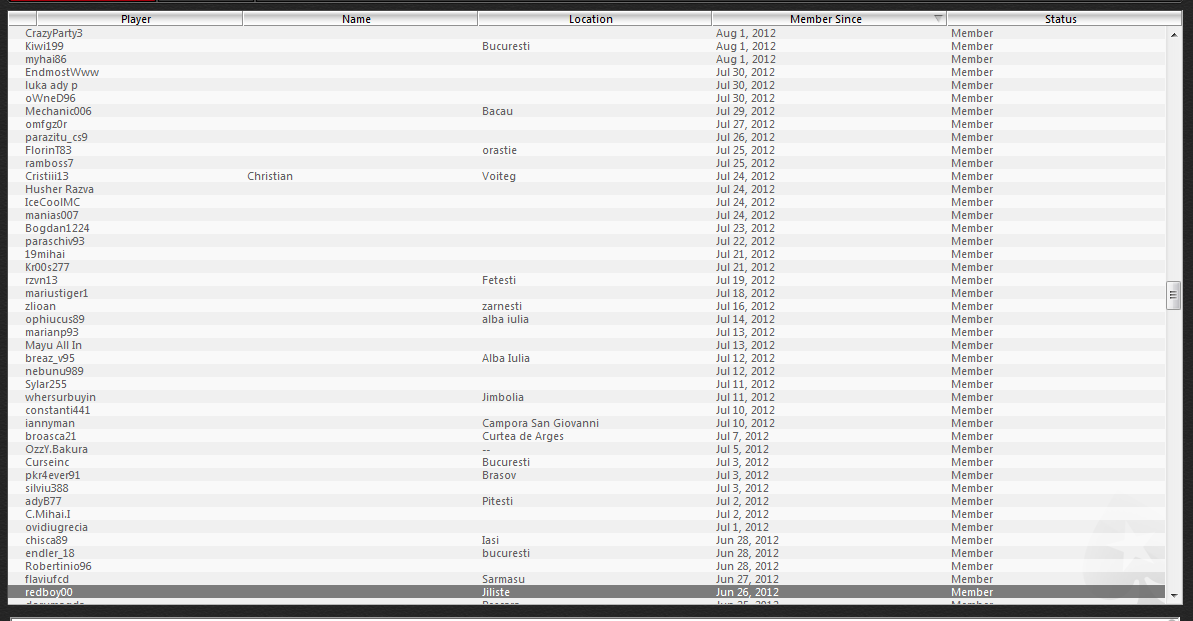 Player Name Location Member Since Status
CrazyParty3 Aug 1, 2012 Member
Kiwi199 Bucuresti Aug 1, 2012 Member
myhai86 Aug 1, 2012 Member
EndmostWww Jul 30, 2012 Member
luka ady p Jul 30, 2012 Member
oWneD96 Jul 30, 2012 Member
Mechanic006 Bacau Jul 29, 2012 Member
omfgz0r Jul 27, 2012 Member
parazitu_cs9 Jul 26, 2012 Member
FlorinT83 orastie Jul 25, 2012 Member
ramboss7 Jul 25, 2012 Member
Cristiii13 Christian Voiteg Jul 24, 2012 Member
Husher Razva Jul 24, 2012 Member
IceCoolMC Jul 24, 2012 Member
manias007 Jul 24, 2012 Member
Bogdan1224 Jul 23, 2012 Member
paraschiv93 Jul 22, 2012 Member
19mihai Jul 21, 2012 Member
Kr00s277 Jul 21, 2012 Member
rzvn13 Fetesti Jul 19, 2012 Member
mariustiger1 Jul 18, 2012 Member
zlioan zarnesti Jul 16, 2012 Member
ophiucus89 alba iulia Jul 14, 2012 Member
marianp93 Jul 13, 2012 Member
Mayu All In Jul 13, 2012 Member
breaz_v95 Alba Iulia Jul 12, 2012 Member
nebunu989 Jul 12, 2012 Member
Sylar255 Jul 11, 2012 Member
whersurbuyin Jimbolia Jul 11, 2012 Member
constanti441 Jul 10, 2012 Member
iannyman Campora San Giovanni Jul 10, 2012 Member
broasca21 Curtea de Arges Jul 7, 2012 Member
OzzY.Bakura -- Jul 5, 2012 Member
Curseinc Bucuresti Jul 3, 2012 Member
pkr4ever91 Brasov Jul 3, 2012 Member
silviu388 Jul 3, 2012 Member
adyB77 Pitesti Jul 2, 2012 Member
C.Mihai.I Jul 2, 2012 Member
ovidiugrecia Jul 1, 2012 Member
chisca89 Iasi Jun 28, 2012 Member
endler_18 bucuresti Jun 28, 2012 Member
Robertinio96 Jun 28, 2012 Member
flaviufcd Sarmasu Jun 27, 2012 Member
redboy00 Jiliste Jun 26, 2012 Member